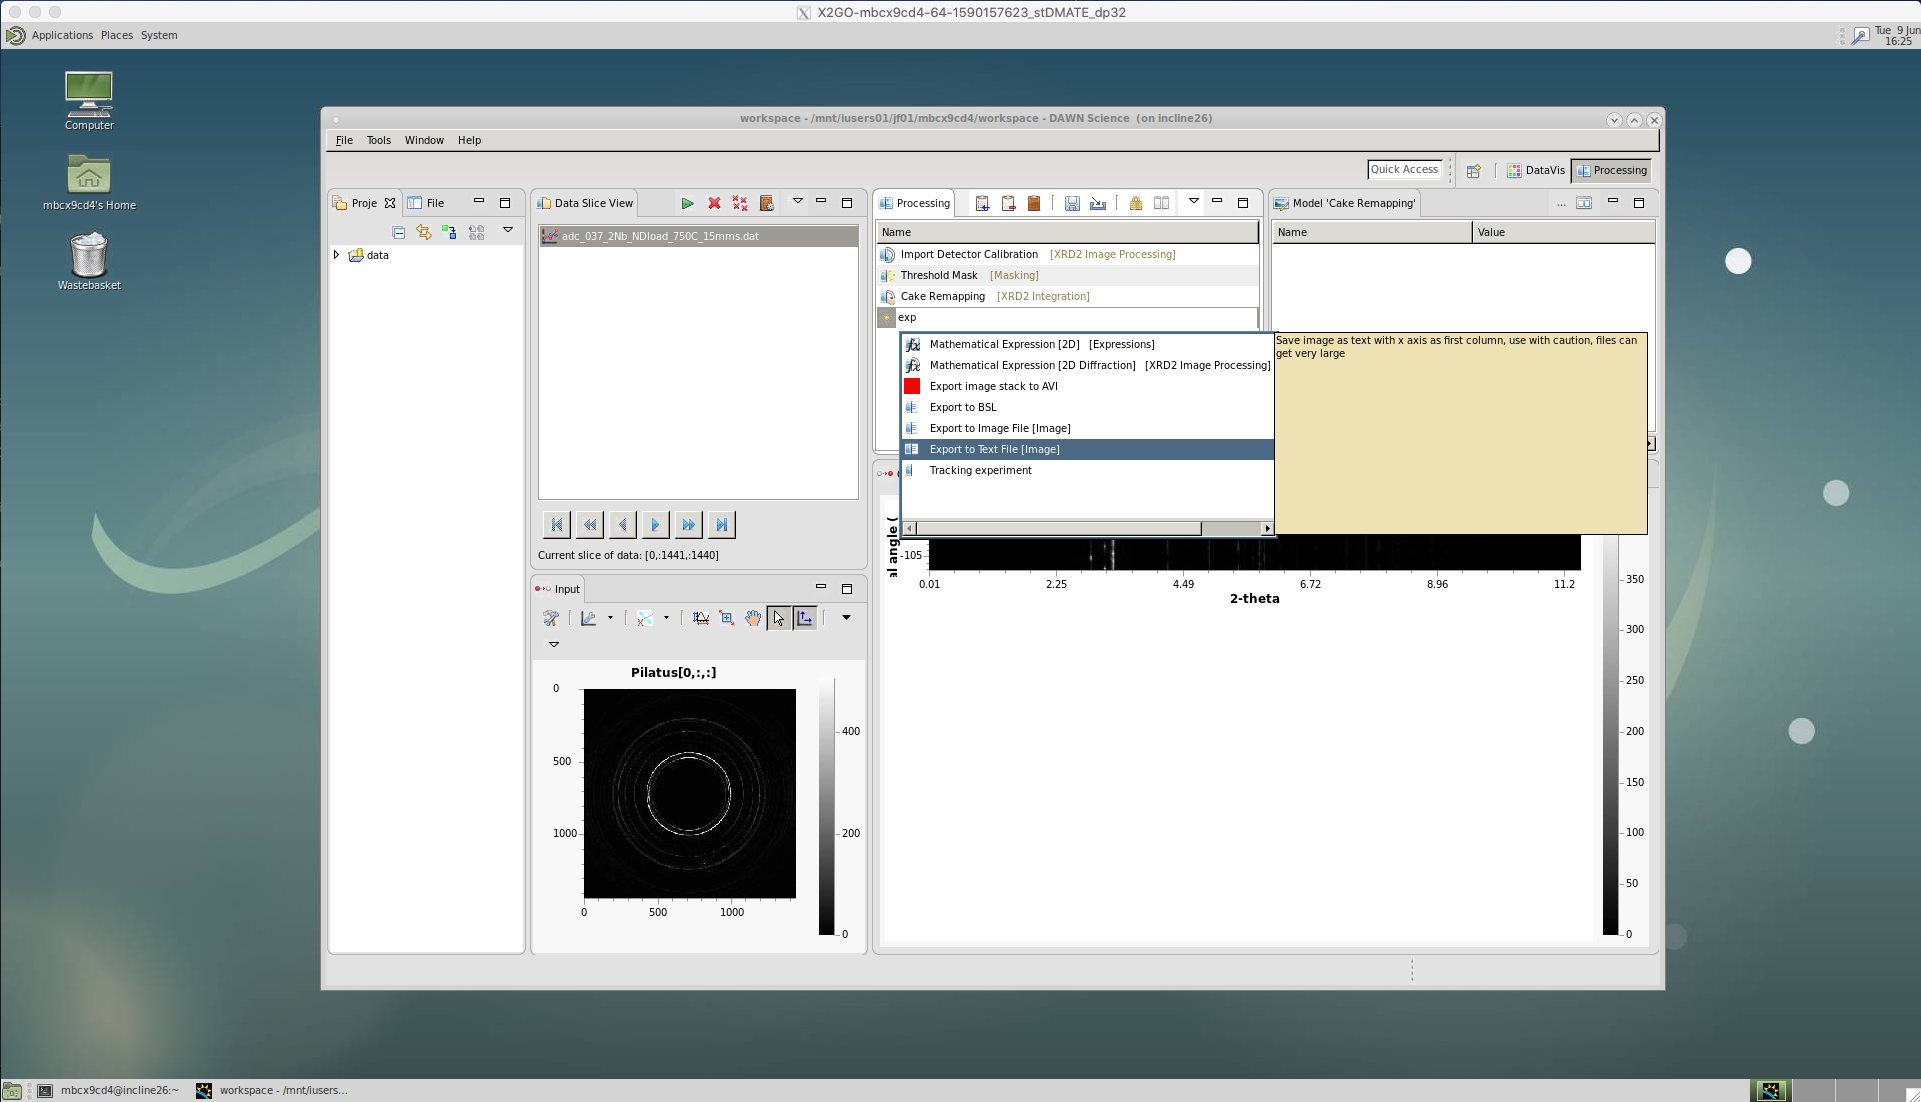 X2GO-mbcx9cd4-64-1590157623_stDMATE_dp32
Applications Places System
Tue 9 Jun
16:25
Computer
mbcx9cd4's Home
Wastebasket
workspace - /mnt/iusers01/jf01/mbcx9cd4/workspace - DAWN Science (on incline26)
File Tools Window Help
Quick Access
DataVis
Processing
Proje
File
data
Data Slice View
adc_037_2Nb_NDload_750C_15mms.dat
Current slice of data: [0,:1441,:1440]
Input
Pilatus[0,:,:]
0
500
1000
0
500
1000
400
200
0
Processing
Name
Import Detector Calibration [XRD2 Image Processing]
Threshold Mask [Masking]
Cake Remapping [XRD2 Integration]
exp
Mathematical Expression [2D] [Expressions]
Mathematical Expression [2D Diffraction] [XRD2 Image Processing]
Export image stack to AVI
Export to BSL
Export to Image File [Image]
Export to Text File [Image]
Tracking experiment
Model 'Cake Remapping'
...
Name
Value
Save image as text with x axis as first column, use with caution, files can
get very large
al angle (
-105
0.01
2.25
4.49
6.72
8.96
11.2
2-theta
350
300
250
200
150
100
50
0
mbcx9cd4@incline26:~
workspace - /mnt/iusers...